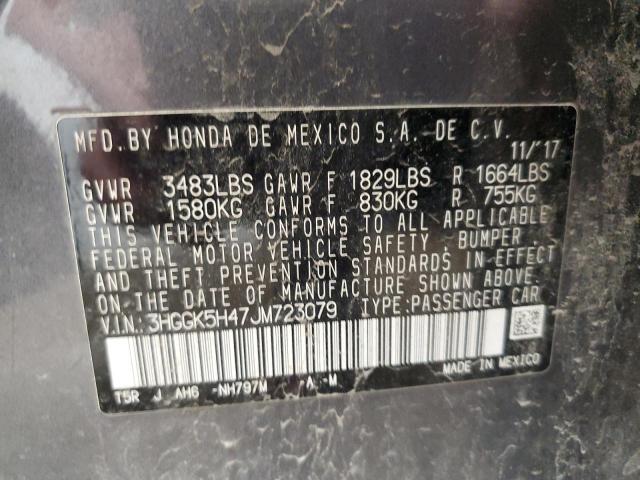 MFD. BY HONDA DE MEXICO S.A. DE C.V.
11/'17
GVWR 3483LBS GAWR F 1829LBS R 1664LBS
GVWR 1580KG GAWR F 830KG R 755KG
THIS VEHICLE CONFORMS TO ALL APPLICABLE
FEDERAL MOTOR VEHICLE SAFETY, BUMPER,
AND THEFT PREVENTION STANDARDS IN EFFECT
ON THE DATE OF MANUFACTURE SHOWN ABOVE.
V.I.N: 3HGGK5H47JM723079 TYPE:PASSENGER CAR
MADE IN MEXICO
T5R J AH6 -NH797M -A -M